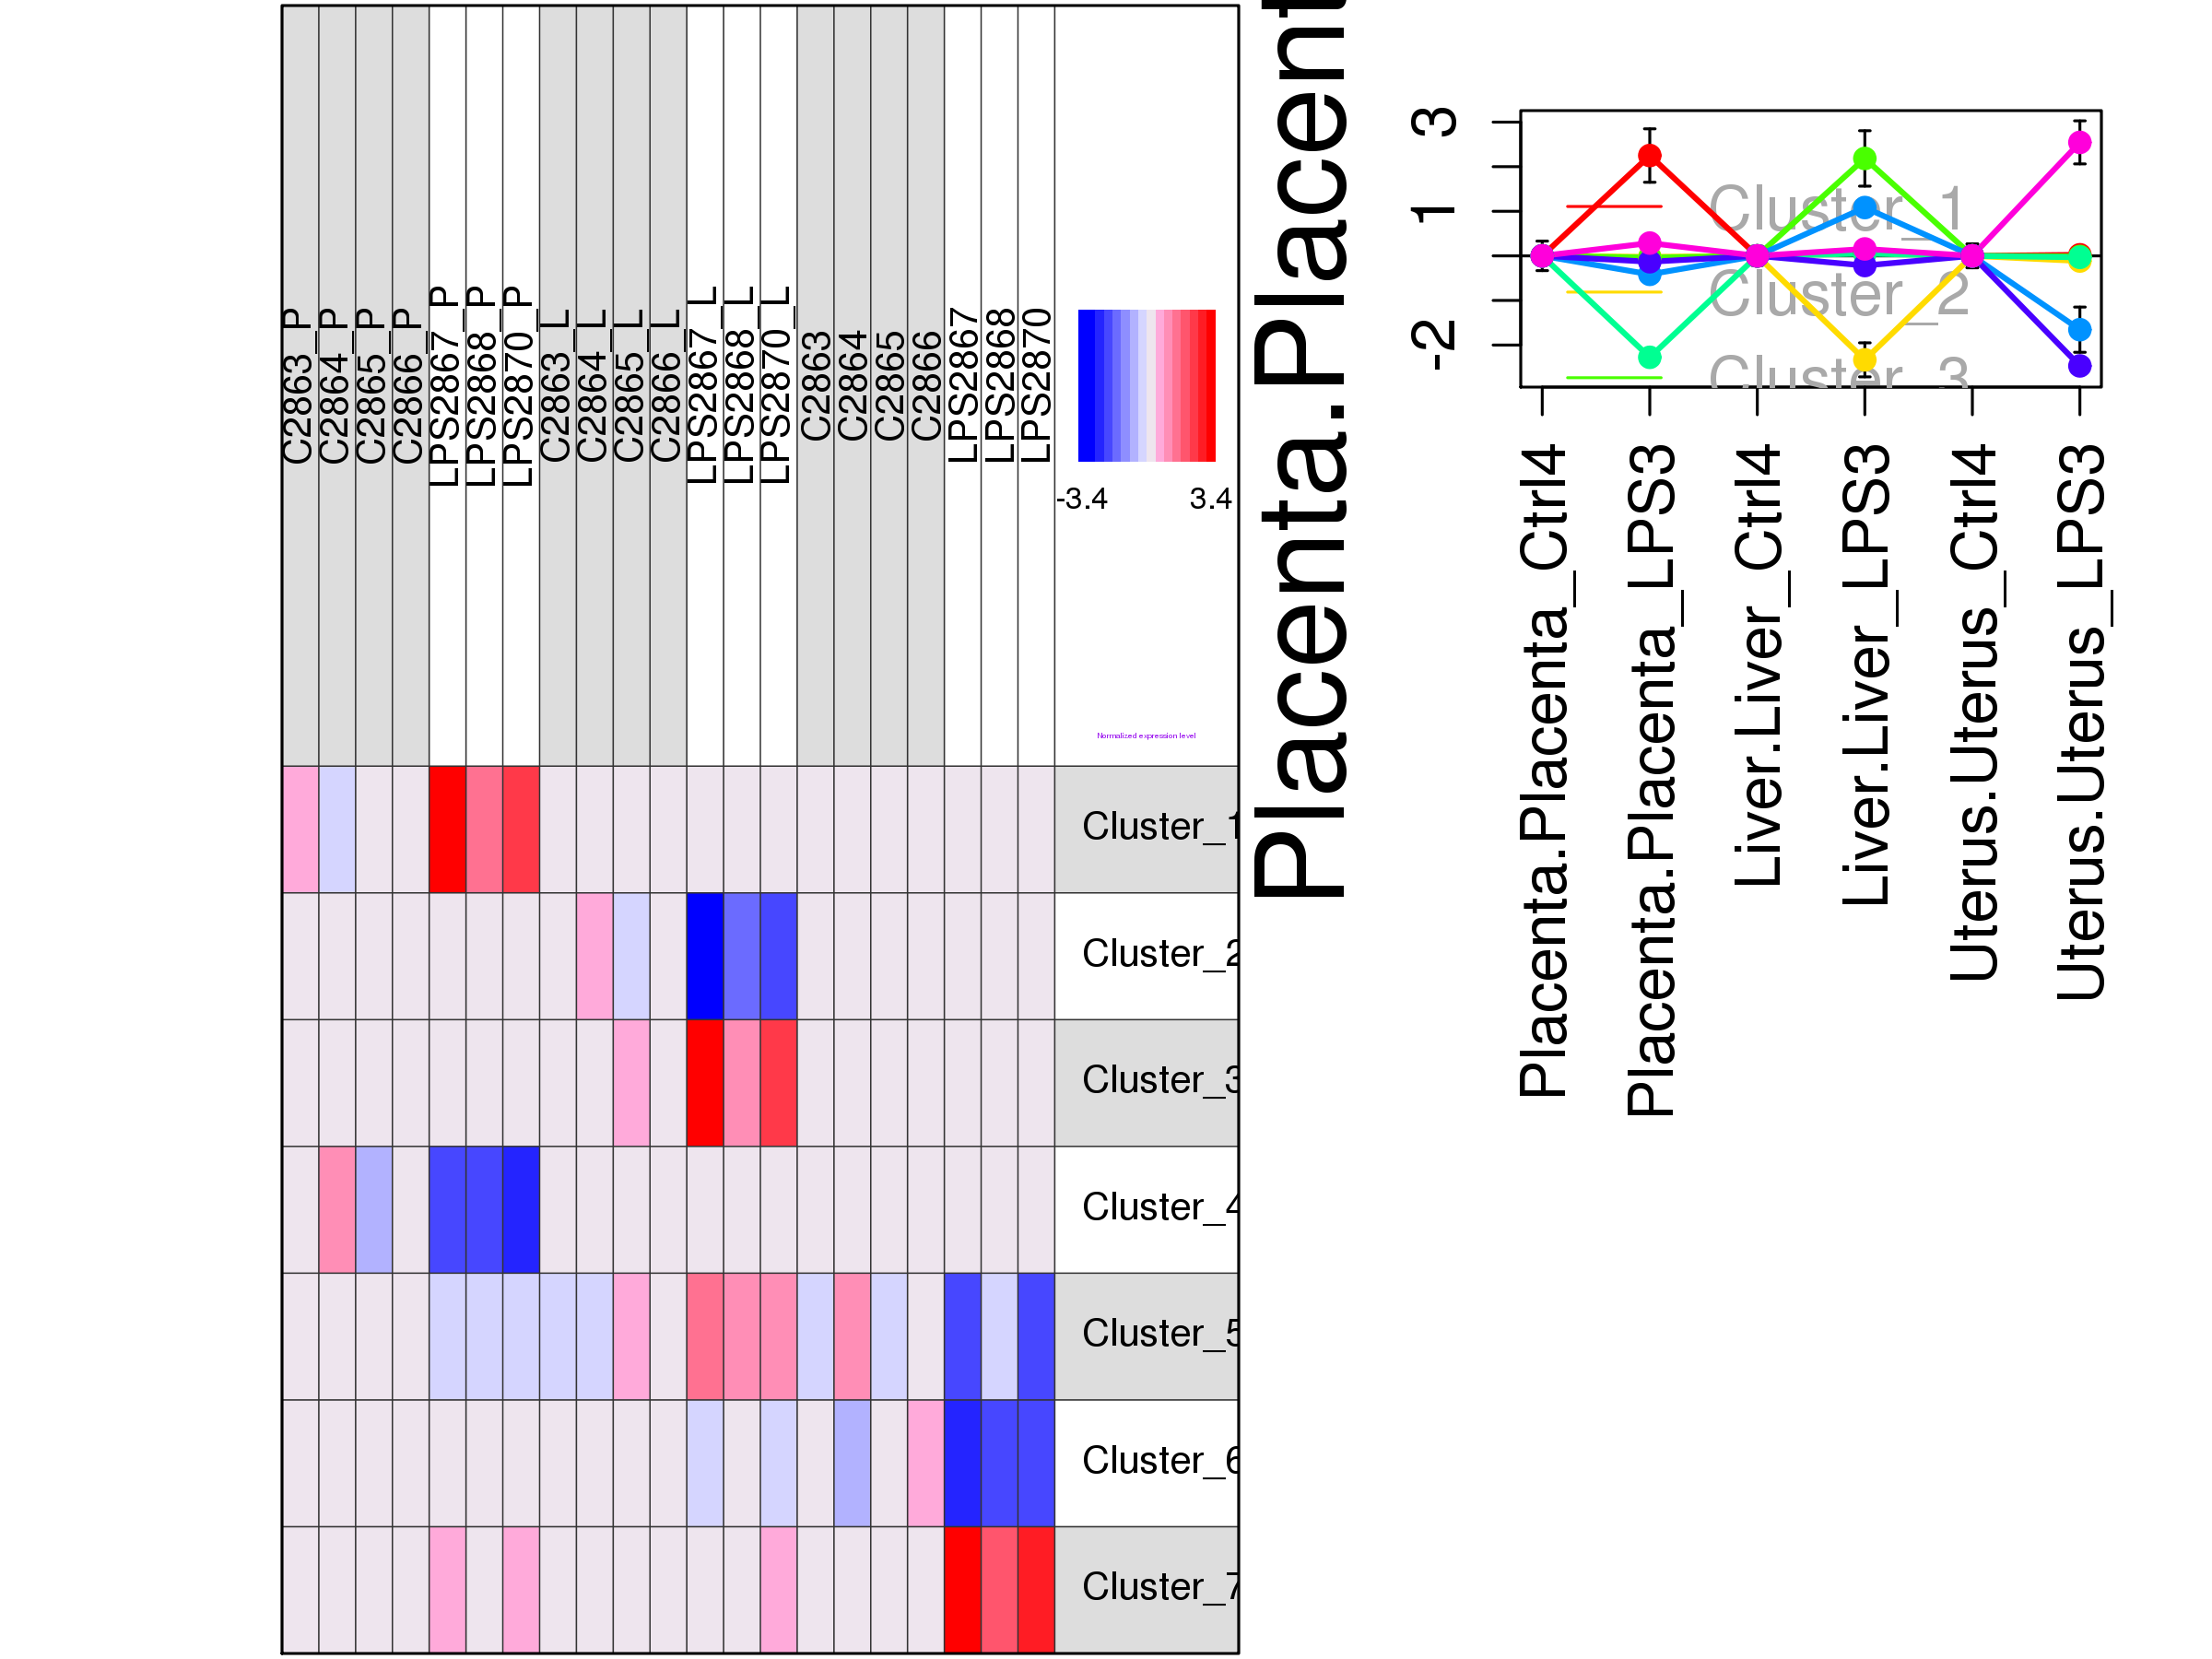 C2863_P
C2864_P
C2865_P
C2866_P
LPS2867_P
LPS2868_P
LPS2870_P
C2863_L
C2864_L
C2865_L
C2866_L
LPS2867_L
LPS2868_L
LPS2870_L
C2863
C2864
C2865
C2866
LPS2867
LPS2868
LPS2870
-3.4 3.4
Normalized expression level
Cluster_1
Cluster_2
Cluster_3
Cluster_4
Cluster_5
Cluster_6
Cluster_7
Placenta.Placent
3
1
-2
Cluster_1
Cluster_2
Cluster_3
Placenta.Placenta_Ctrl4
Placenta.Placenta_LPS3
Liver.Liver_Ctrl4
Liver.Liver_LPS3
Uterus.Uterus_Ctrl4
Uterus.Uterus_LPS3